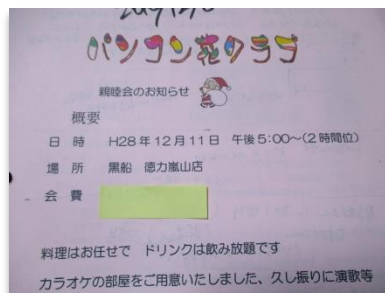 パソコン花クラブ
親睦会のお知らせ
概要
日 時 H28年12月11日 午後5:00~(2時間位)
場 所 黒船 徳力嵐山店
会 費
料理はお任せで ドリンクは飲み放題です
カラオケの部屋をご用意いたしました、久し振りに演歌等